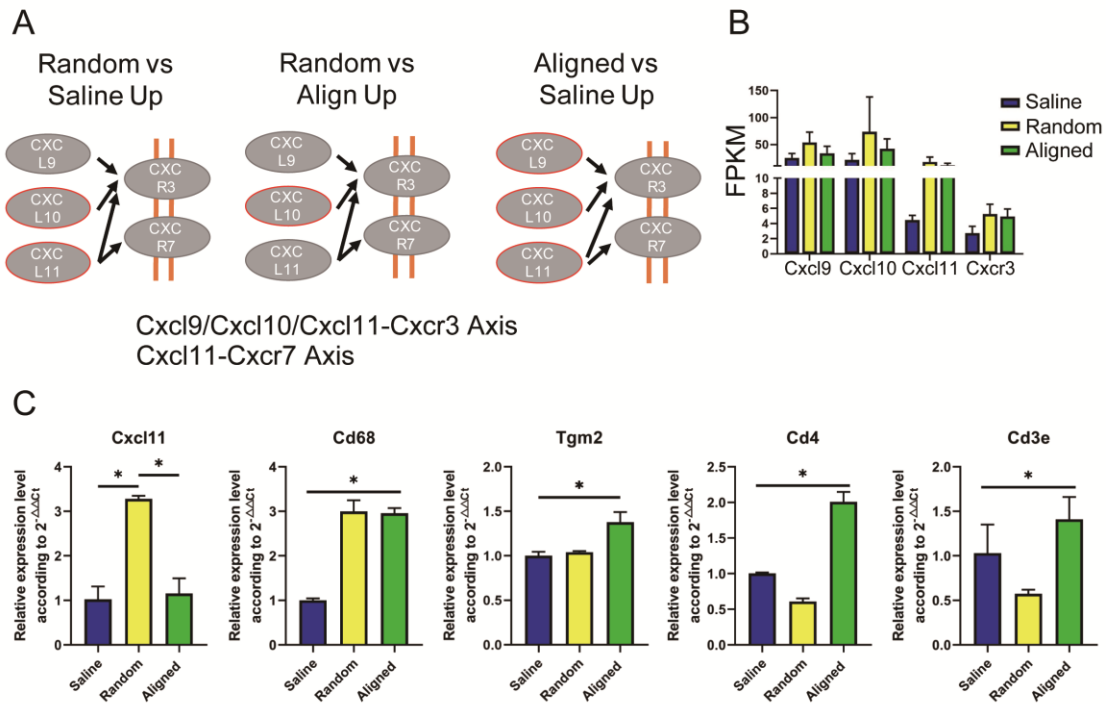 A
Random vs
Saline Up
CXC
L9
CXC
L10
CXC
L11
CXC
R3
CXC
R7
Random vs
Align Up
CXC
L9
CXC
L10
CXC
L11
CXC
R3
CXC
R7
Aligned vs
Saline Up
CXC
L9
CXC
L10
CXC
L11
CXC
R3
CXC
R7
Cxcl9/Cxcl10/Cxcl11-Cxcr3 Axis
Cxcl11-Cxcr7 Axis
B
FPKM
150
100
50
10
8
6
4
2
0
Cxcl9 Cxcl10 Cxcl11 Cxcr3
Saline
Random
Aligned
C
Cxcl11
Relative expression level
according to 2^-△△Ct
4
3
2
1
0
* *
Saline Random Aligned
Cd68
Relative expression level
according to 2^-△△Ct
4
3
2
1
0
*
Saline Random Aligned
Tgm2
Relative expression level
according to 2^-△△Ct
2.0
1.5
1.0
0.5
0.0
*
Saline Random Aligned
Cd4
Relative expression level
according to 2^-△△Ct
2.5
2.0
1.5
1.0
0.5
0.0
*
Saline Random Aligned
Cd3e
Relative expression level
according to 2^-△△Ct
2.0
1.5
1.0
0.5
0.0
*
Saline Random Aligned